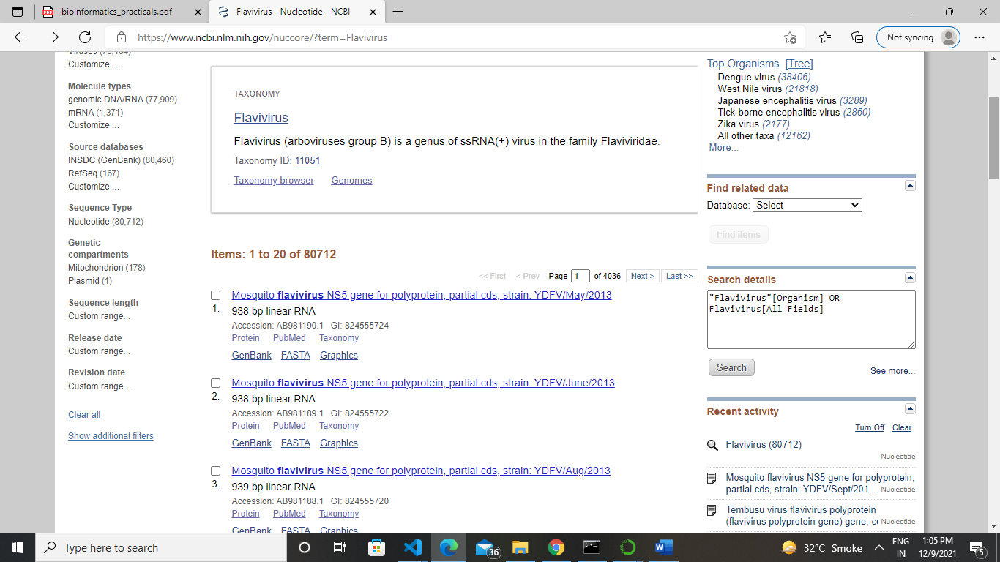 bioinformatics_practicals.pdf
Flavivirus - Nucleotide - NCBI
https://www.ncbi.nlm.nih.gov/nuccore/?term=Flavivirus
Not syncing
Customize ...
Molecule types
genomic DNA/RNA (77,909)
mRNA (1,371)
Customize ...
Source databases
INSDC (GenBank) (80,460)
RefSeq (167)
Customize ...
Sequence Type
Nucleotide (80,712)
Genetic
compartments
Mitochondrion (178)
Plasmid (1)
Sequence length
Custom range...
Release date
Custom range...
Revision date
Custom range...
Clear all
Show additional filters
TAXONOMY
Flavivirus
Flavivirus (arboviruses group B) is a genus of ssRNA(+) virus in the family Flaviviridae.
Taxonomy ID: 11051
Taxonomy browser Genomes
Items: 1 to 20 of 80712
<< First < Prev Page 1 of 4036 Next > Last >>
Mosquito flavivirus NS5 gene for polyprotein, partial cds, strain: YDFV/May/2013
1. 938 bp linear RNA
Accession: AB981190.1 GI: 824555724
Protein PubMed Taxonomy
GenBank FASTA Graphics
Mosquito flavivirus NS5 gene for polyprotein, partial cds, strain: YDFV/June/2013
2. 938 bp linear RNA
Accession: AB981189.1 GI: 824555722
Protein PubMed Taxonomy
GenBank FASTA Graphics
Mosquito flavivirus NS5 gene for polyprotein, partial cds, strain: YDFV/Aug/2013
3. 939 bp linear RNA
Accession: AB981188.1 GI: 824555720
Protein PubMed Taxonomy
GenBank FASTA Graphics
Top Organisms [Tree]
Dengue virus (38406)
West Nile virus (21818)
Japanese encephalitis virus (3289)
Tick-borne encephalitis virus (2860)
Zika virus (2177)
All other taxa (12162)
More...
Find related data
Database: Select
Find items
Search details
"Flavivirus"[Organism] OR
Flavivirus[All Fields]
Search
See more...
Recent activity
Turn Off Clear
Flavivirus (80712)
Nucleotide
Mosquito flavivirus NS5 gene for polyprotein,
partial cds, strain: YDFV/Sept/201... Nucleotide
Tembusu virus flavivirus polyprotein
(flavivirus polyprotein gene) gene, cc Nucleotide
Type here to search
36
32°C Smoke
ENG
IN
1:05 PM
12/9/2021
5